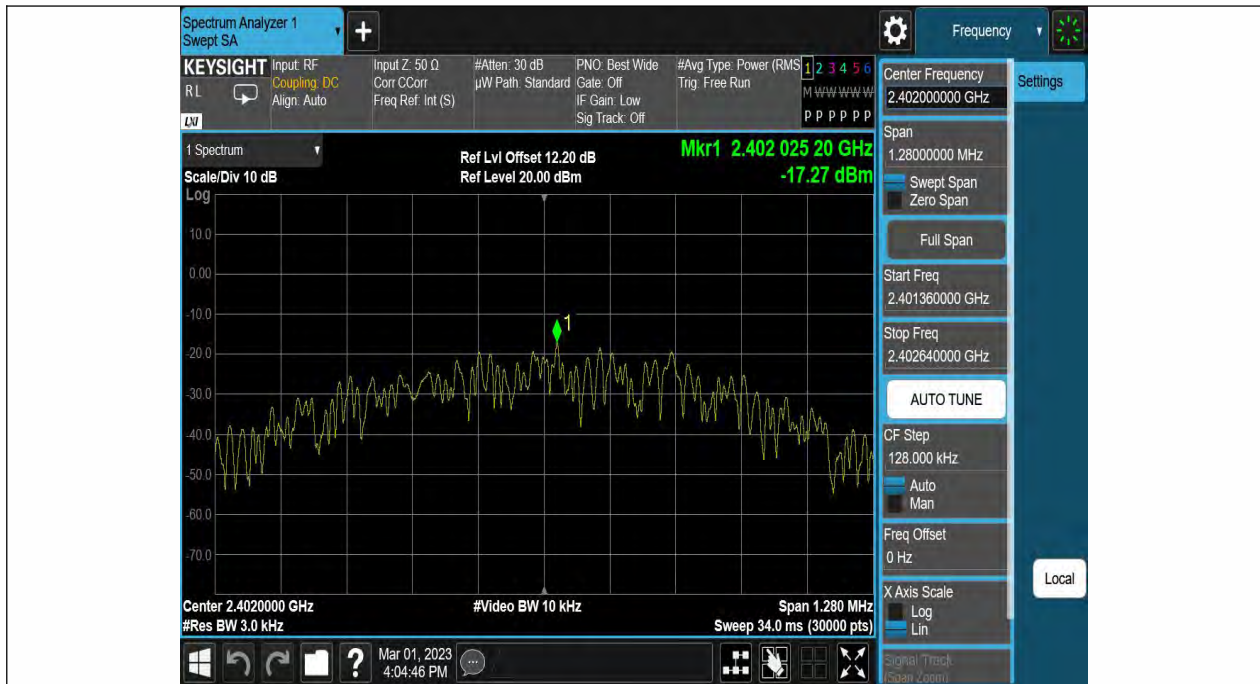 Spectrum Analyzer 1
Swept SA
+
Frequency
KEYSIGHT
RL
LXI
Input: RF
Coupling: DC
Align: Auto
Input Z: 50 Ω
Corr CCorr
Freq Ref: Int (S)
#Atten: 30 dB
µW Path: Standard
PNO: Best Wide
Gate: Off
IF Gain: Low
Sig Track: Off
#Avg Type: Power (RMS
Trig: Free Run
1 2 3 4 5 6
M W W W W W
P P P P P P
1 Spectrum
Scale/Div 10 dB
Ref Lvl Offset 12.20 dB
Ref Level 20.00 dBm
Mkr1 2.402 025 20 GHz
-17.27 dBm
Log
10.0
0.00
-10.0
-20.0
-30.0
-40.0
-50.0
-60.0
-70.0
1
Center 2.4020000 GHz
#Res BW 3.0 kHz
#Video BW 10 kHz
Span 1.280 MHz
Sweep 34.0 ms (30000 pts)
Center Frequency
2.402000000 GHz
Settings
Span
1.28000000 MHz
Swept Span
Zero Span
Full Span
Start Freq
2.401360000 GHz
Stop Freq
2.402640000 GHz
AUTO TUNE
CF Step
128.000 kHz
Auto
Man
Freq Offset
0 Hz
X Axis Scale
Log
Lin
Signal Track
(Span Zoom)
Local
?
Mar 01, 2023
4:04:46 PM